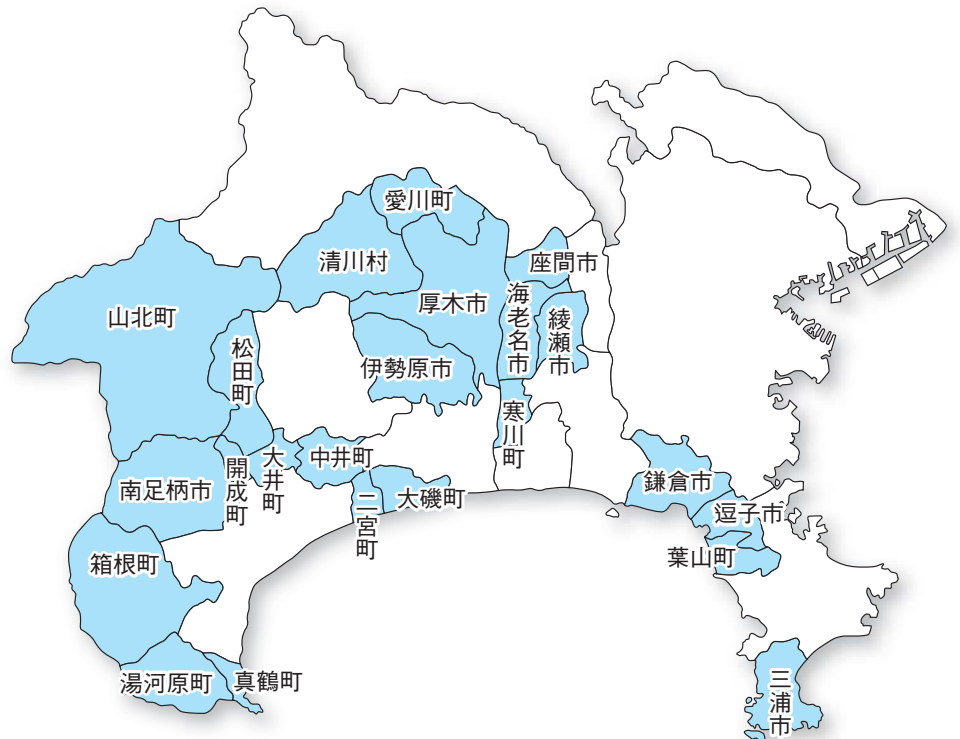 愛川町
清川村
座間市
山北町
厚木市
海老名市
綾瀬市
松田町
伊勢原市
寒川町
大井町
中井町
開成町
南足柄市
鎌倉市
二宮町
大磯町
逗子市
箱根町
葉山町
湯河原町
真鶴町
三浦市